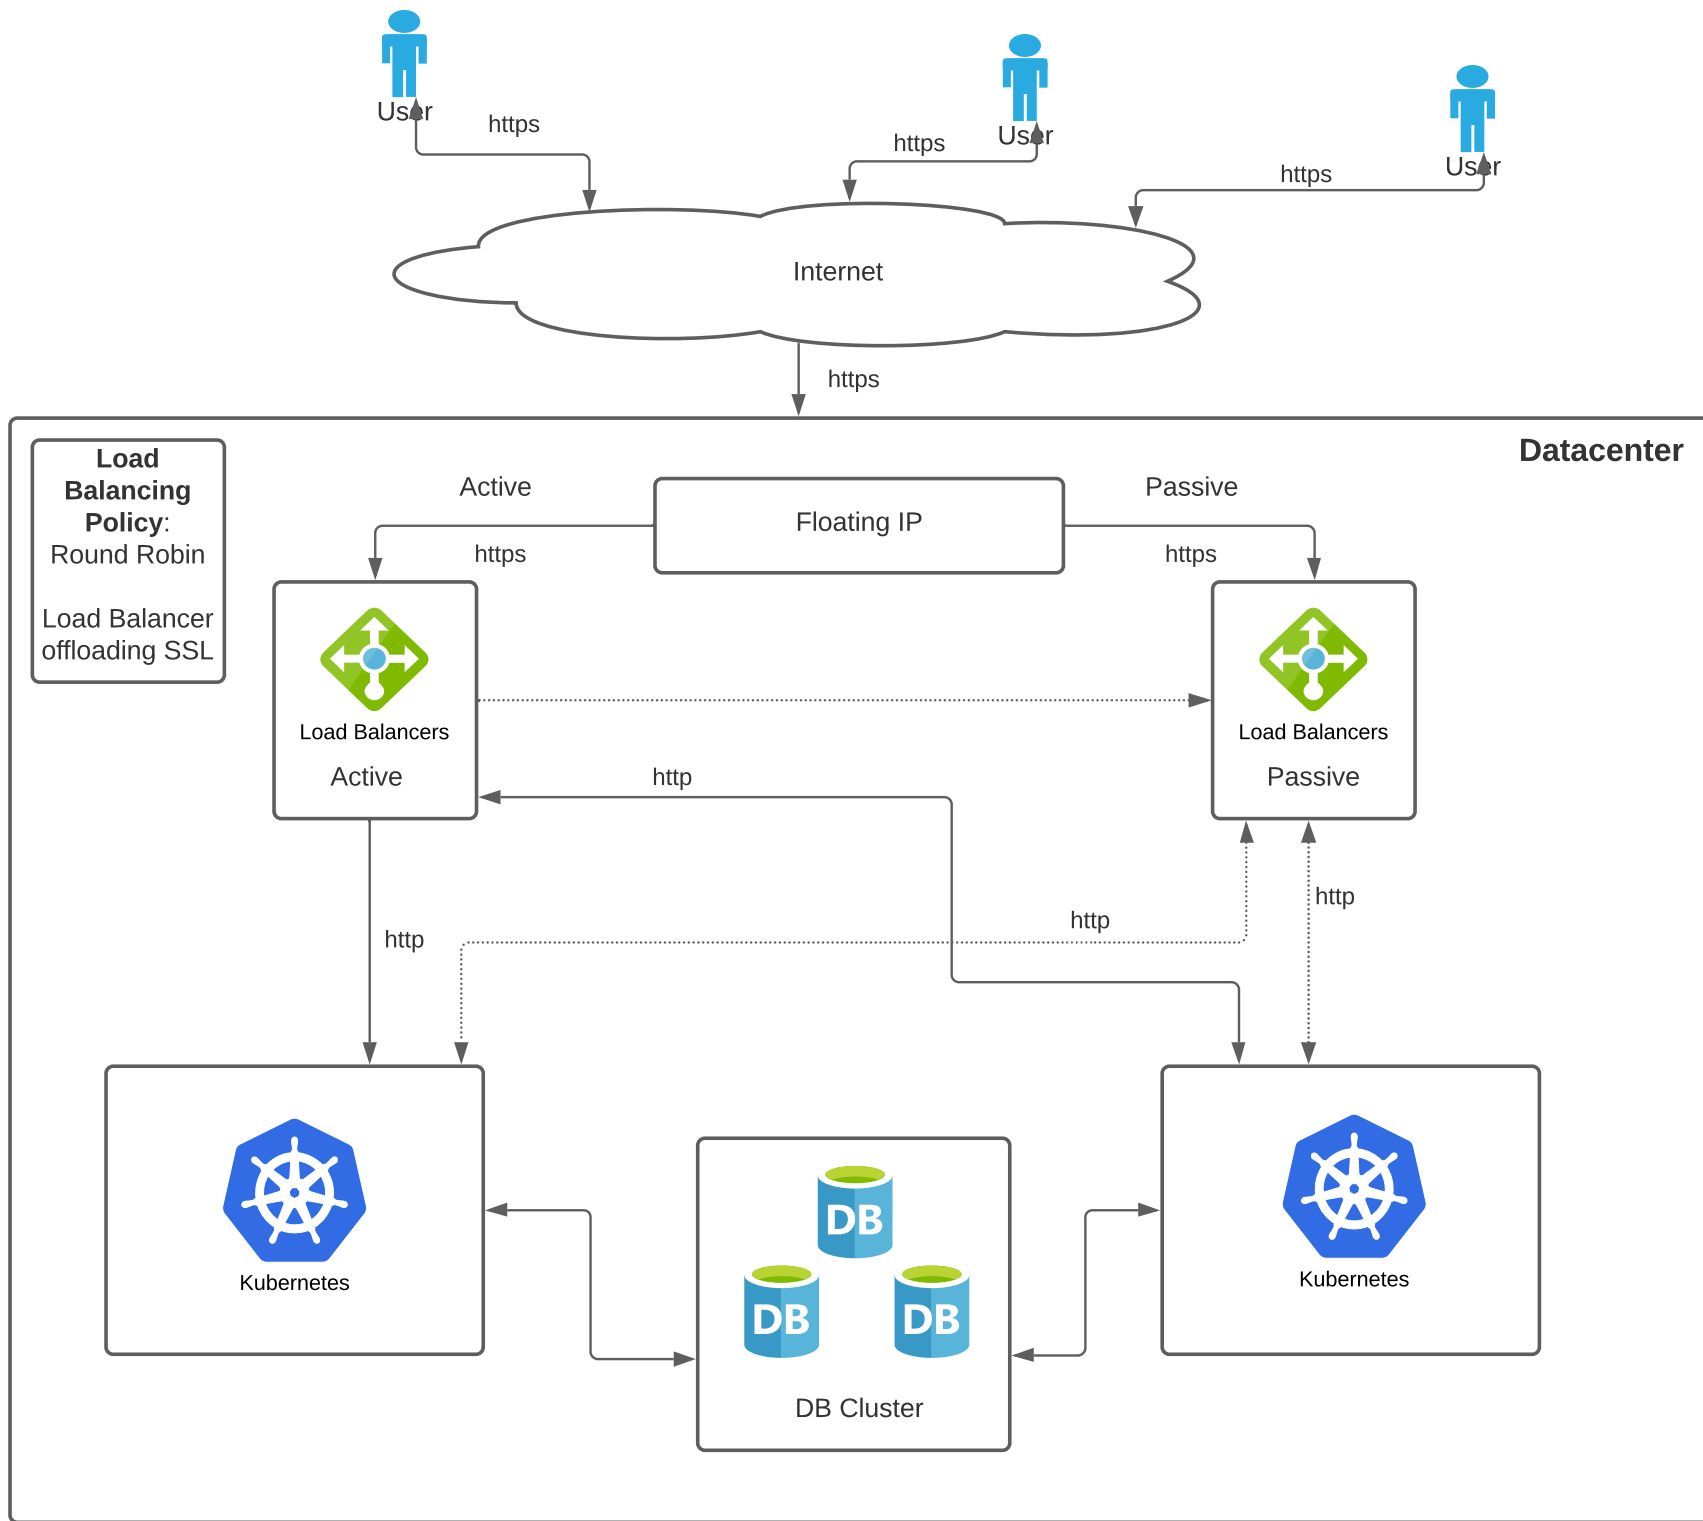 User
User
User
https
https
https
Internet
https
Datacenter
Load
Balancing
Policy:
Round Robin
Load Balancer
offloading SSL
Active
Floating IP
Passive
https
https
Load Balancers
Active
Load Balancers
Passive
http
http
http
http
Kubernetes
DB
DB
DB
DB Cluster
Kubernetes